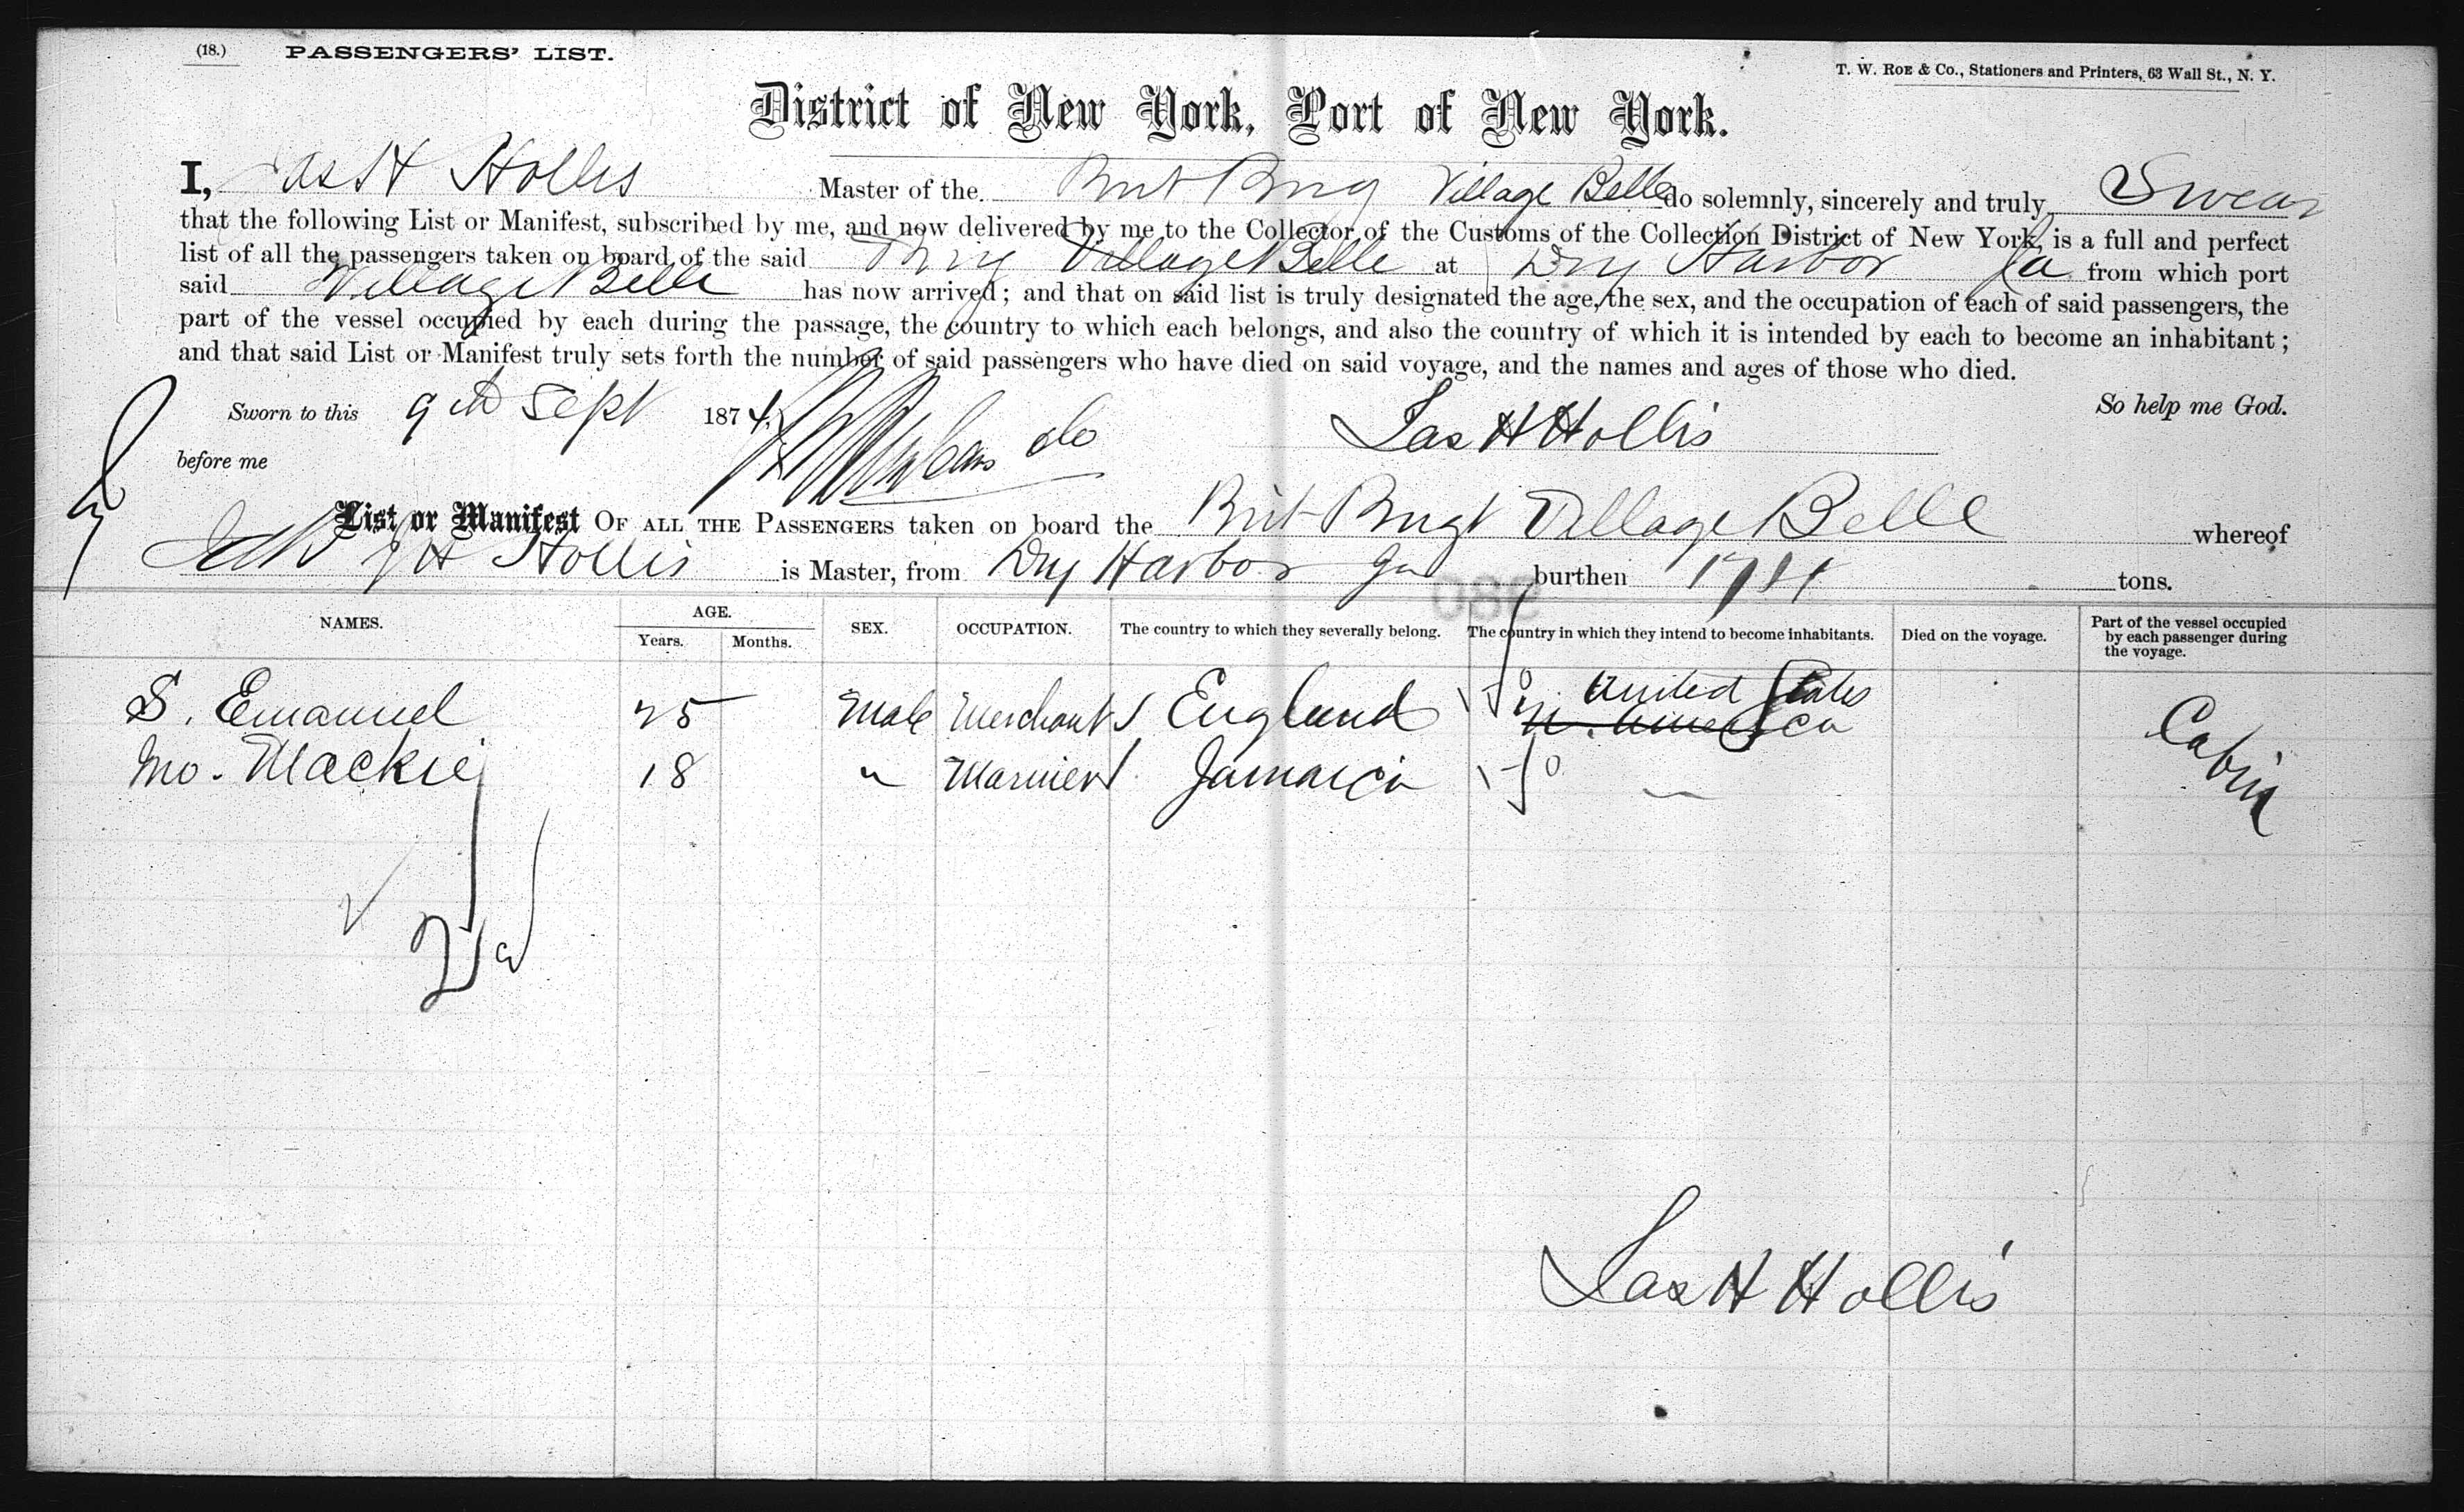 (18.) PASSENGERS' LIST.
T. W. ROE & Co., Stationers and Printers, 63 Wall St., N. Y.
District of New York, Port of New York.
I, Jas H Hollis Master of the Brit Brig Village Belle do solemnly, sincerely and truly Swear
that the following List or Manifest, subscribed by me, and now delivered by me to the Collector of the Customs of the Collection District of New York, is a full and perfect
list of all the passengers taken on board of the said Brig Village Belle at Dry Harbor Ja from which port
said Village Belle has now arrived; and that on said list is truly designated the age, the sex, and the occupation of each of said passengers, the
part of the vessel occupied by each during the passage, the country to which each belongs, and also the country of which it is intended by each to become an inhabitant;
and that said List or Manifest truly sets forth the number of said passengers who have died on said voyage, and the names and ages of those who died.
Sworn to this 9th Sept 1874. So help me God.
Jas H Hollis
before me
List or Manifest OF ALL THE PASSENGERS taken on board the Brit Brigt Village Belle whereof
J H Hollis is Master, from Dry Harbor Ja burthen tons.
NAMES. AGE. Years. Months. SEX. OCCUPATION. The country to which they severally belong. The country in which they intend to become inhabitants. Died on the voyage. Part of the vessel occupied by each passenger during the voyage.
S. Emanuel 25 Male Merchant England United States N. America Cabin
Mo. Mackie 18 " Mariner Jamaica
Jas H Hollis